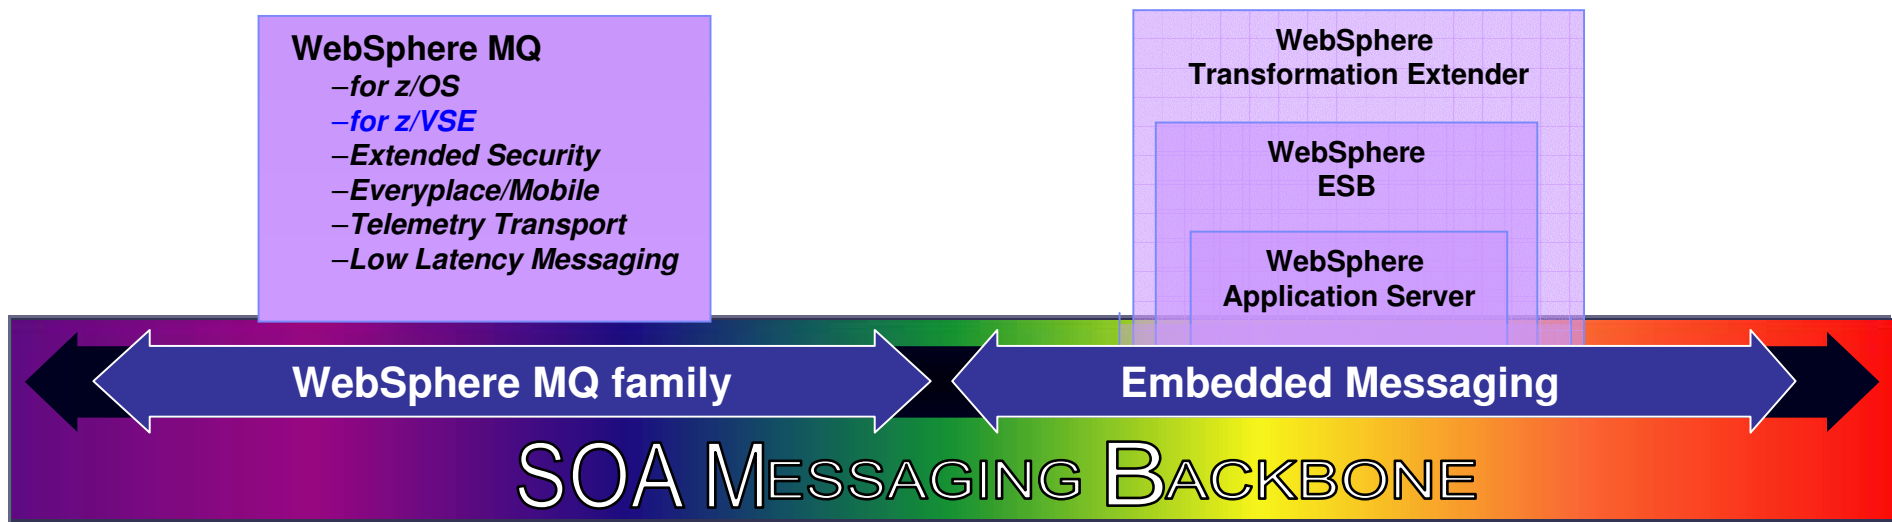 WebSphere MQ
–for z/OS
–for z/VSE
–Extended Security
–Everyplace/Mobile
–Telemetry Transport
–Low Latency Messaging
WebSphere
Transformation Extender
WebSphere
ESB
WebSphere
Application Server
WebSphere MQ family
Embedded Messaging
SOA MESSAGING BACKBONE